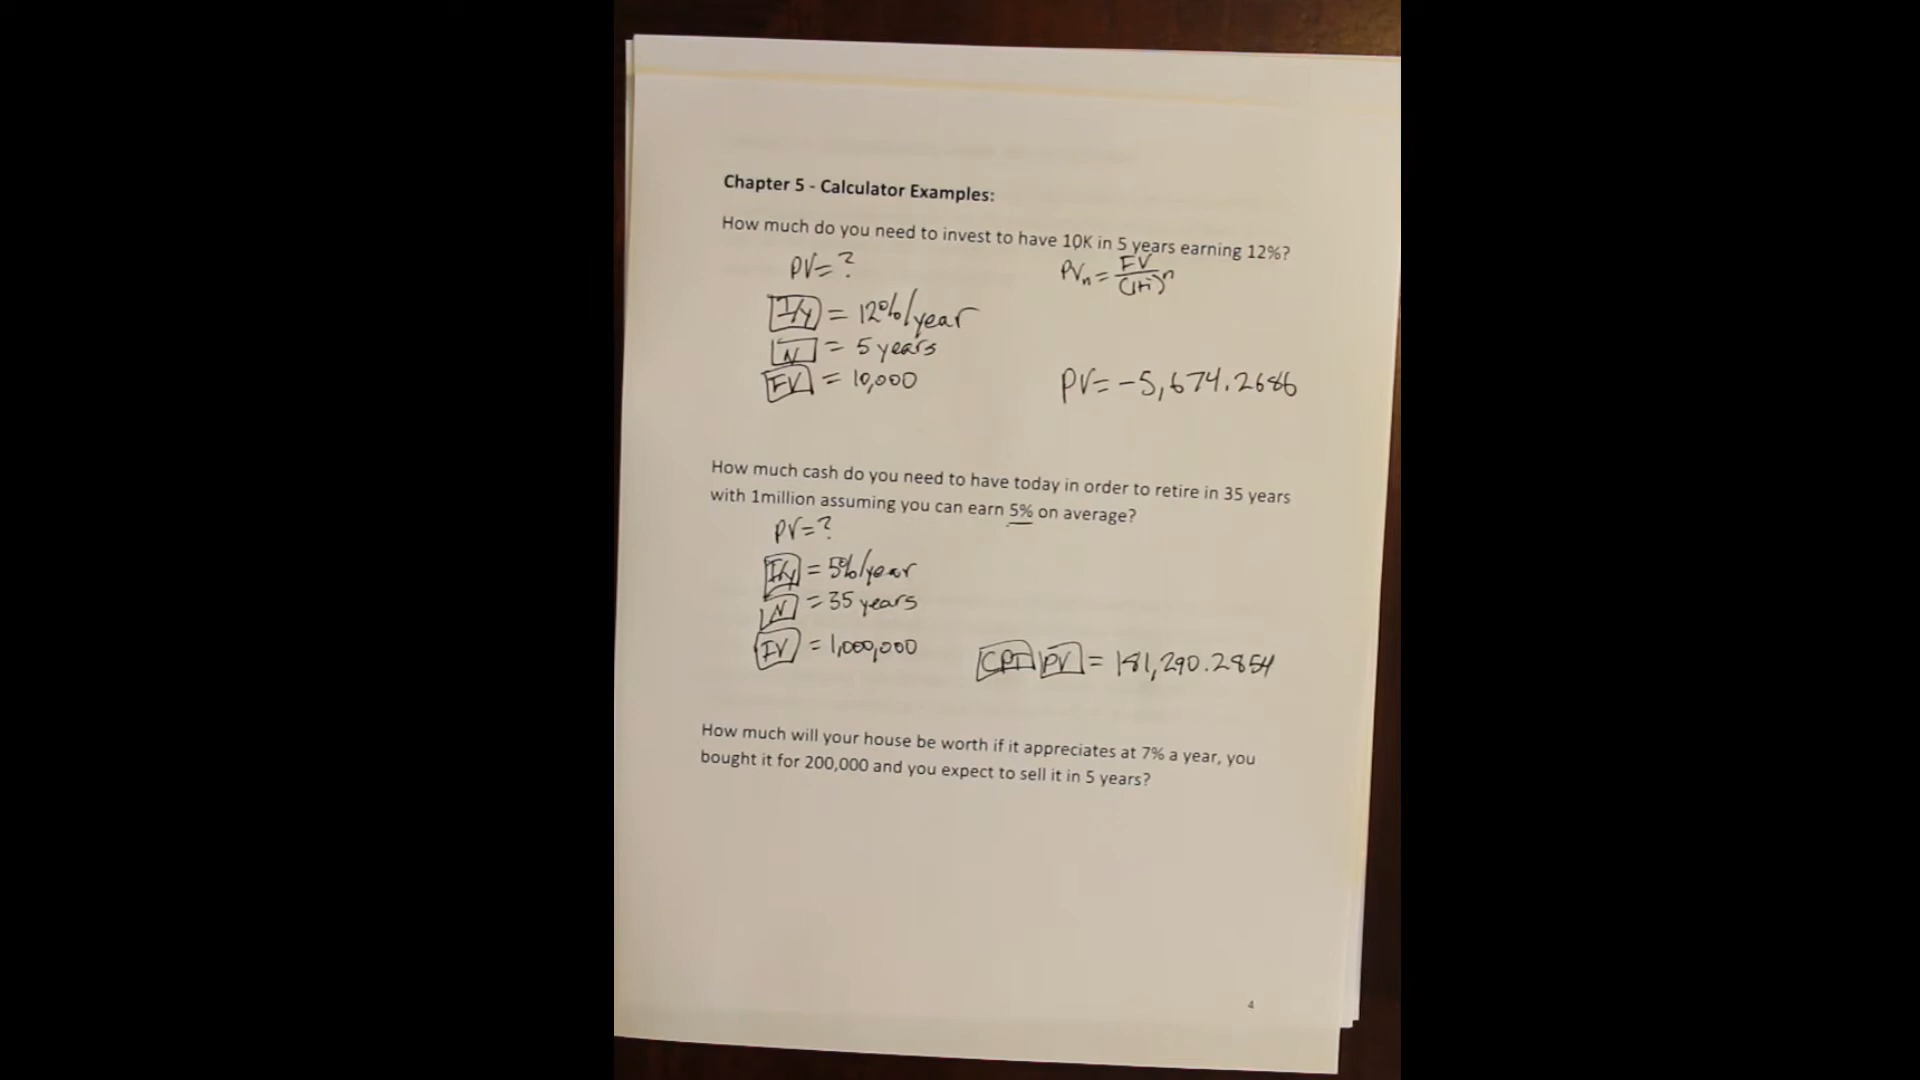 Chapter 5 - Calculator Examples:
How much do you need to invest to have 10K in 5 years earning 12%?
PV=?
PVn = FV/(1+i)^n
I/Y = 12%/year
N = 5 years
FV = 10,000
PV= -5,674.2686
How much cash do you need to have today in order to retire in 35 years
with 1million assuming you can earn 5% on average?
PV=?
I/Y = 5%/year
N = 35 years
FV = 1,000,000
CPT PV = 181,290.2854
How much will your house be worth if it appreciates at 7% a year, you
bought it for 200,000 and you expect to sell it in 5 years?
4